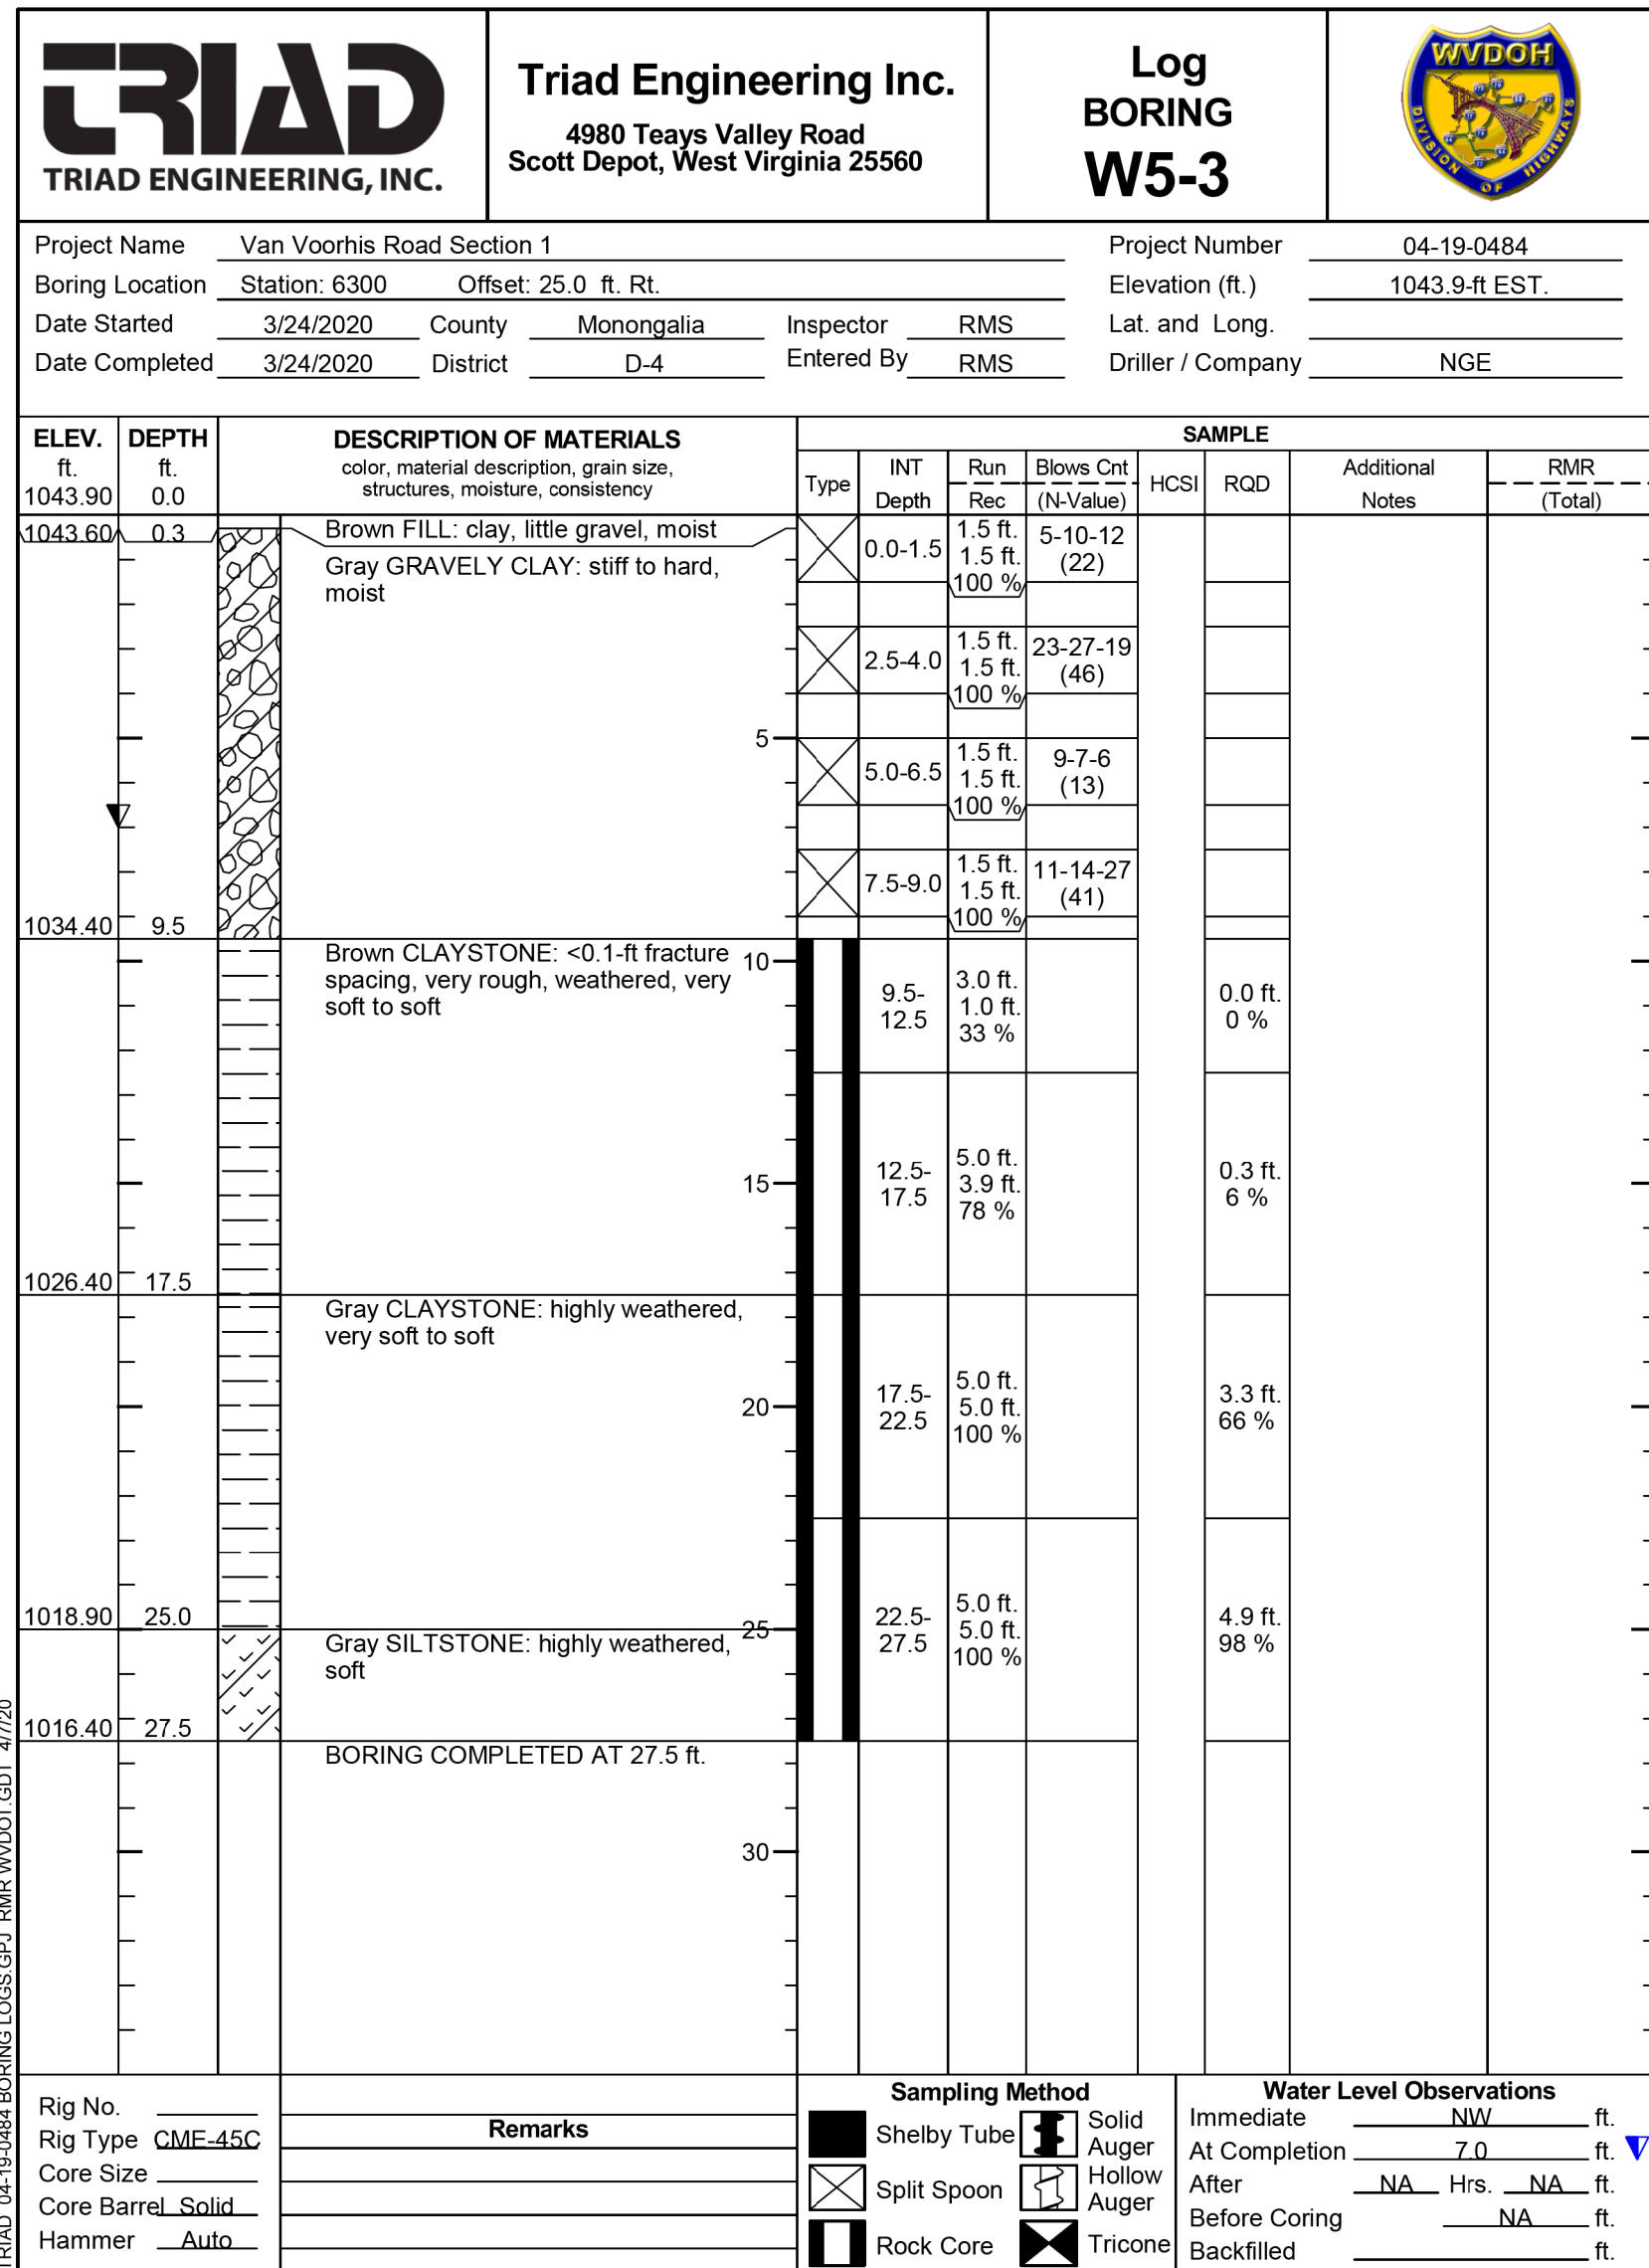 TRIAD
TRIAD ENGINEERING, INC.
Triad Engineering Inc.
4980 Teays Valley Road
Scott Depot, West Virginia 25560
Log
BORING
W5-3
WVDOH
DIVISION OF HIGHWAYS
Project Name Van Voorhis Road Section 1 Project Number 04-19-0484
Boring Location Station: 6300 Offset: 25.0 ft. Rt. Elevation (ft.) 1043.9-ft EST.
Date Started 3/24/2020 County Monongalia Inspector RMS Lat. and Long.
Date Completed 3/24/2020 District D-4 Entered By RMS Driller / Company NGE
ELEV. DEPTH DESCRIPTION OF MATERIALS SAMPLE
ft. ft. color, material description, grain size,
1043.90 0.0 structures, moisture, consistency
Type INT Depth Run Rec Blows Cnt (N-Value) HCSI RQD Additional Notes RMR (Total)
1043.60 0.3 Brown FILL: clay, little gravel, moist
Gray GRAVELY CLAY: stiff to hard,
moist
0.0-1.5 1.5 ft. 1.5 ft. 100 % 5-10-12 (22)
2.5-4.0 1.5 ft. 1.5 ft. 100 % 23-27-19 (46)
5
5.0-6.5 1.5 ft. 1.5 ft. 100 % 9-7-6 (13)
7.5-9.0 1.5 ft. 1.5 ft. 100 % 11-14-27 (41)
1034.40 9.5
Brown CLAYSTONE: <0.1-ft fracture
spacing, very rough, weathered, very
soft to soft
10
9.5-12.5 3.0 ft. 1.0 ft. 33 % 0.0 ft. 0 %
15
12.5-17.5 5.0 ft. 3.9 ft. 78 % 0.3 ft. 6 %
1026.40 17.5
Gray CLAYSTONE: highly weathered,
very soft to soft
20
17.5-22.5 5.0 ft. 5.0 ft. 100 % 3.3 ft. 66 %
1018.90 25.0
25
22.5-27.5 5.0 ft. 5.0 ft. 100 % 4.9 ft. 98 %
Gray SILTSTONE: highly weathered,
soft
1016.40 27.5
BORING COMPLETED AT 27.5 ft.
30
TRIAD 04-19-0484 BORING LOGS.GPJ RMR WVDOT.GDT 4/7/20
Rig No.
Rig Type CME-45C
Core Size
Core Barrel Solid
Hammer Auto
Remarks
Sampling Method
Shelby Tube Solid Auger
Split Spoon Hollow Auger
Rock Core Tricone
Water Level Observations
Immediate NW ft.
At Completion 7.0 ft.
After NA Hrs. NA ft.
Before Coring NA ft.
Backfilled ft.